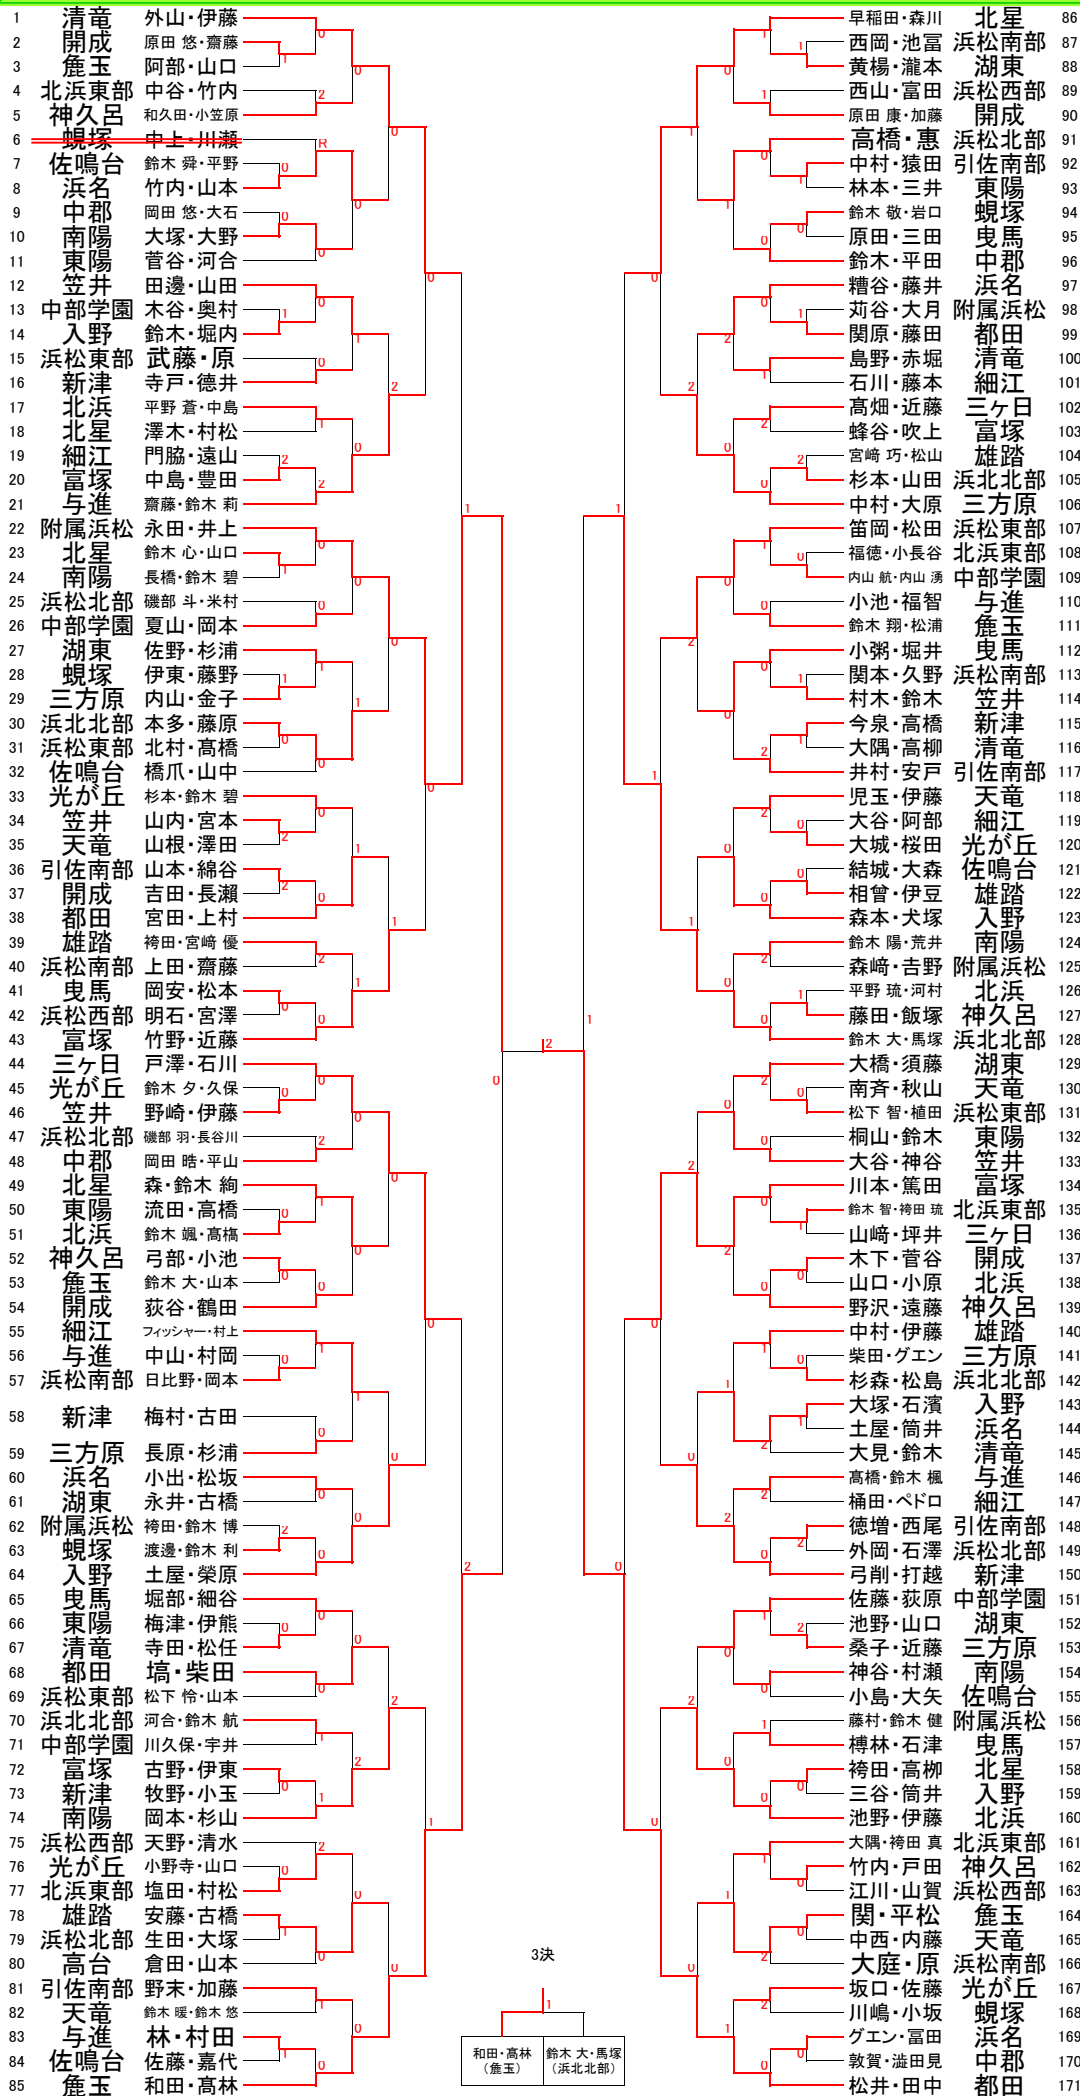 1 清竜 外山・伊藤
2 開成 原田 悠・齋藤
3 麁玉 阿部・山口
4 北浜東部 中谷・竹内
5 神久呂 和久田・小笠原
6 蜆塚 中上・川瀬
7 佐鳴台 鈴木 舜・平野
8 浜名 竹内・山本
9 中郡 岡田 悠・大石
10 南陽 大塚・大野
11 東陽 菅谷・河合
12 笠井 田邊・山田
13 中部学園 木谷・奥村
14 入野 鈴木・堀内
15 浜松東部 武藤・原
16 新津 寺戸・德井
17 北浜 平野 蒼・中島
18 北星 澤木・村松
19 細江 門脇・遠山
20 富塚 中島・豊田
21 与進 齋藤・鈴木 莉
22 附属浜松 永田・井上
23 北星 鈴木 心・山口
24 南陽 長橋・鈴木 碧
25 浜松北部 磯部 斗・米村
26 中部学園 夏山・岡本
27 湖東 佐野・杉浦
28 蜆塚 伊東・藤野
29 三方原 内山・金子
30 浜北北部 本多・藤原
31 浜松東部 北村・髙橋
32 佐鳴台 橋爪・山中
33 光が丘 杉本・鈴木 碧
34 笠井 山内・宮本
35 天竜 山根・澤田
36 引佐南部 山本・綿谷
37 開成 吉田・長瀬
38 都田 宮田・上村
39 雄踏 袴田・宮﨑 優
40 浜松南部 上田・齋藤
41 曳馬 岡安・松本
42 浜松西部 明石・宮澤
43 富塚 竹野・近藤
44 三ヶ日 戸澤・石川
45 光が丘 鈴木 夕・久保
46 笠井 野崎・伊藤
47 浜松北部 磯部 羽・長谷川
48 中郡 岡田 晧・平山
49 北星 森・鈴木 絢
50 東陽 流田・高橋
51 北浜 鈴木 颯・髙槗
52 神久呂 弓部・小池
53 麁玉 鈴木 大・山本
54 開成 荻谷・鶴田
55 細江 フィッシャー・村上
56 与進 中山・村岡
57 浜松南部 日比野・岡本
58 新津 梅村・古田
59 三方原 長原・杉浦
60 浜名 小出・松坂
61 湖東 永井・古橋
62 附属浜松 袴田・鈴木 博
63 蜆塚 渡邊・鈴木 利
64 入野 土屋・榮原
65 曳馬 堀部・細谷
66 東陽 梅津・伊熊
67 清竜 寺田・松任
68 都田 塙・柴田
69 浜松東部 松下 怜・山本
70 浜北北部 河合・鈴木 航
71 中部学園 川久保・宇井
72 富塚 古野・伊東
73 新津 牧野・小玉
74 南陽 岡本・杉山
75 浜松西部 天野・清水
76 光が丘 小野寺・山口
77 北浜東部 塩田・村松
78 雄踏 安藤・古橋
79 浜松北部 生田・大塚
80 高台 倉田・山本
81 引佐南部 野末・加藤
82 天竜 鈴木 暖・鈴木 悠
83 与進 林・村田
84 佐鳴台 佐藤・嘉代
85 麁玉 和田・髙林
3決
1
和田・髙林 鈴木 大・馬塚
（麁玉） （浜北北部）
早稲田・森川 北星 86
西岡・池冨 浜松南部 87
黄楊・瀧本 湖東 88
西山・富田 浜松西部 89
原田 康・加藤 開成 90
高橋・惠 浜松北部 91
中村・猿田 引佐南部 92
林本・三井 東陽 93
鈴木 敬・岩口 蜆塚 94
原田・三田 曳馬 95
鈴木・平田 中郡 96
糟谷・藤井 浜名 97
苅谷・大月 附属浜松 98
関原・藤田 都田 99
島野・赤堀 清竜 100
石川・藤本 細江 101
髙畑・近藤 三ヶ日 102
蜂谷・吹上 富塚 103
宮﨑 巧・松山 雄踏 104
杉本・山田 浜北北部 105
中村・大原 三方原 106
笛岡・松田 浜松東部 107
福徳・小長谷 北浜東部 108
内山 航・内山 湧 中部学園 109
小池・福智 与進 110
鈴木 翔・松浦 麁玉 111
小粥・堀井 曳馬 112
関本・久野 浜松南部 113
村木・鈴木 笠井 114
今泉・高橋 新津 115
大隅・高柳 清竜 116
井村・安戸 引佐南部 117
児玉・伊藤 天竜 118
大谷・阿部 細江 119
大城・桜田 光が丘 120
結城・大森 佐鳴台 121
相曾・伊豆 雄踏 122
森本・犬塚 入野 123
鈴木 陽・荒井 南陽 124
森﨑・吉野 附属浜松 125
平野 琉・河村 北浜 126
藤田・飯塚 神久呂 127
鈴木 大・馬塚 浜北北部 128
大橋・須藤 湖東 129
南斉・秋山 天竜 130
松下 智・植田 浜松東部 131
桐山・鈴木 東陽 132
大谷・神谷 笠井 133
川本・篤田 富塚 134
鈴木 智・袴田 琉 北浜東部 135
山﨑・坪井 三ヶ日 136
木下・菅谷 開成 137
山口・小原 北浜 138
野沢・遠藤 神久呂 139
中村・伊藤 雄踏 140
柴田・グエン 三方原 141
杉森・松島 浜北北部 142
大塚・石濱 入野 143
土屋・筒井 浜名 144
大見・鈴木 清竜 145
髙橋・鈴木 楓 与進 146
桶田・ペドロ 細江 147
徳増・西尾 引佐南部 148
外岡・石澤 浜松北部 149
弓削・打越 新津 150
佐藤・荻原 中部学園 151
池野・山口 湖東 152
桑子・近藤 三方原 153
神谷・村瀬 南陽 154
小島・大矢 佐鳴台 155
藤村・鈴木 健 附属浜松 156
榑林・石津 曳馬 157
袴田・高栁 北星 158
三谷・筒井 入野 159
池野・伊藤 北浜 160
大隅・袴田 真 北浜東部 161
竹内・戸田 神久呂 162
江川・山賀 浜松西部 163
関・平松 麁玉 164
中西・内藤 天竜 165
大庭・原 浜松南部 166
坂口・佐藤 光が丘 167
川嶋・小坂 蜆塚 168
グエン・冨田 浜名 169
敦賀・澁田見 中郡 170
松井・田中 都田 171